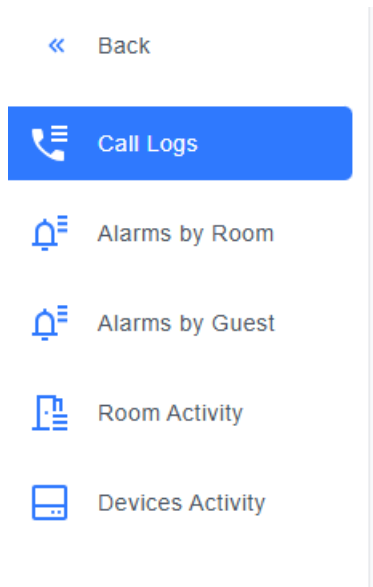 Back
Call Logs
Alarms by Room
Alarms by Guest
Room Activity
Devices Activity